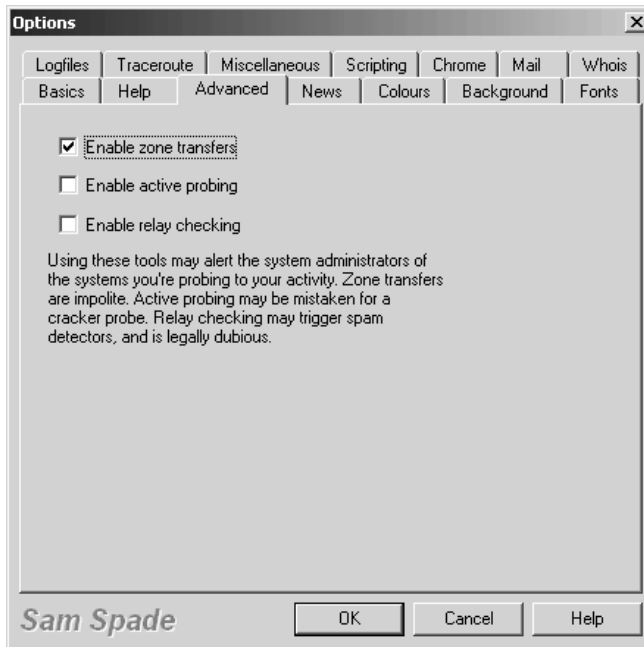 Options
Logfiles Traceroute Miscellaneous Scripting Chrome Mail Whois
Basics Help Advanced News Colours Background Fonts
Enable zone transfers
Enable active probing
Enable relay checking
Using these tools may alert the system administrators of
the systems you're probing to your activity. Zone transfers
are impolite. Active probing may be mistaken for a
cracker probe. Relay checking may trigger spam
detectors, and is legally dubious.
Sam Spade OK Cancel Help